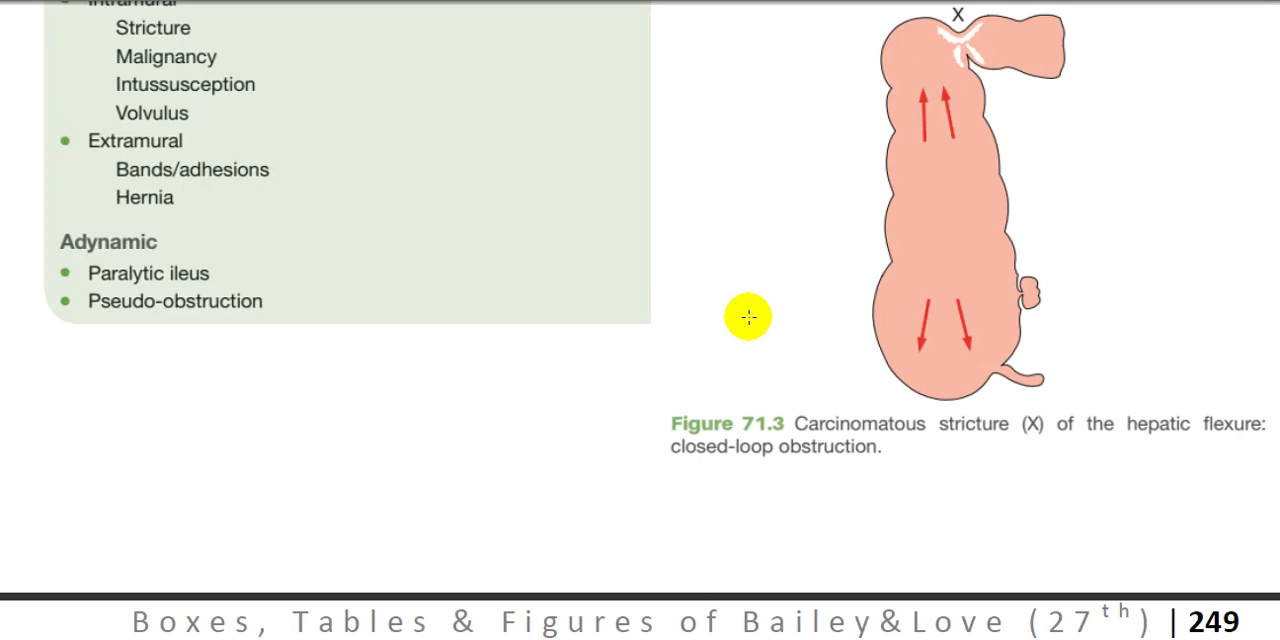 Intramural
Stricture
Malignancy
Intussusception
Volvulus
• Extramural
Bands/adhesions
Hernia
Adynamic
• Paralytic ileus
• Pseudo-obstruction
X
Figure 71.3 Carcinomatous stricture (X) of the hepatic flexure:
closed-loop obstruction.
Boxes, Tables & Figures of Bailey&Love (27th) | 249